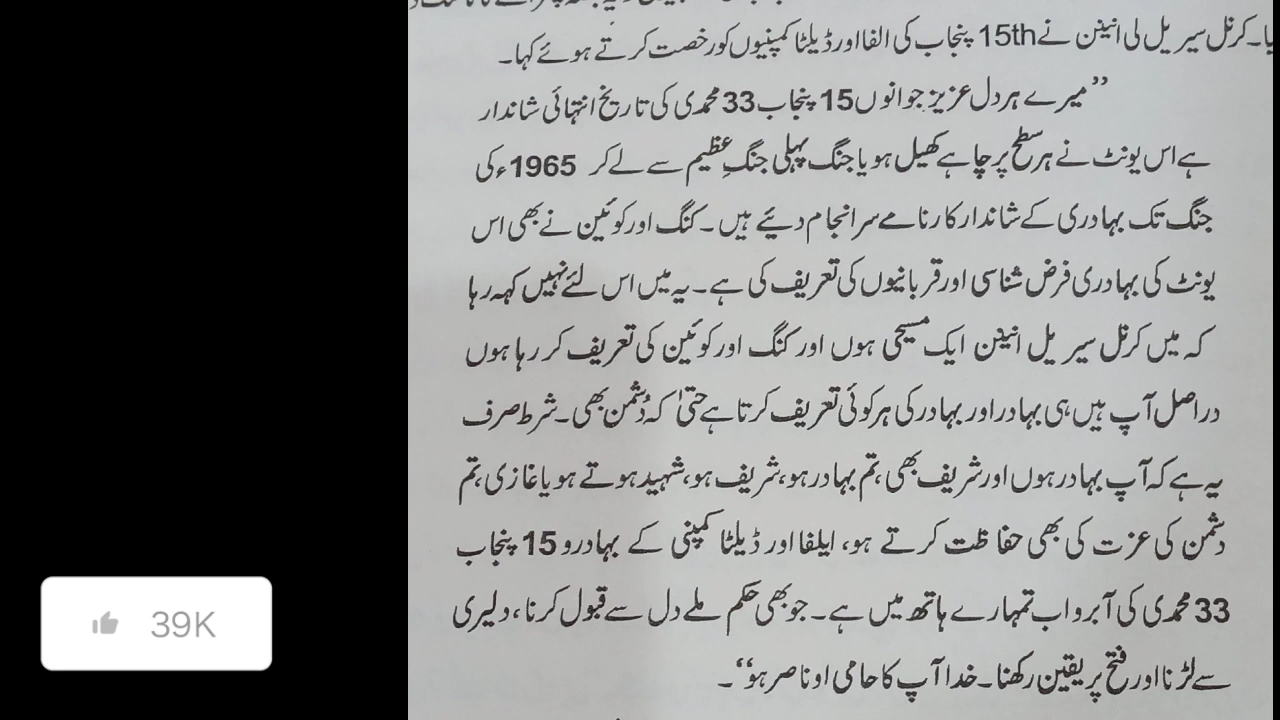 یا۔ کرنل سیریل لی انینن نے 15th پنجاب کی الفا اور ڈیلٹا کمپنیوں کو رخصت کرتے ہوئے کہا۔
”میرے ہر دل عزیز جوانوں 15 پنجاب 33 محمدی کی تاریخ انتہائی شاندار
ہے اس یونٹ نے ہر سطح پر چاہے کھیل ہو یا جنگ پہلی جنگِ عظیم سے لے کر 1965ء کی
جنگ تک بہادری کے شاندار کارنامے سرانجام دیئے ہیں۔ کنگ اور کوئین نے بھی اس
یونٹ کی بہادری فرض شناسی اور قربانیوں کی تعریف کی ہے۔ یہ میں اس لئے نہیں کہہ رہا
کہ میں کرنل سیریل انینن ایک مسیحی ہوں اور کنگ اور کوئین کی تعریف کر رہا ہوں
دراصل آپ ہیں ہی بہادر اور بہادر کی ہر کوئی تعریف کرتا ہے حتیٰ کہ دُشمن بھی۔ شرط صرف
یہ ہے کہ آپ بہادر ہوں اور شریف بھی، تم بہادر ہو، شریف ہو، شہید ہوتے ہو یا غازی، تم
دشمن کی عزت کی بھی حفاظت کرتے ہو، ایلفا اور ڈیلٹا کمپنی کے بہادرو 15 پنجاب
33 محمدی کی آبرو اب تمہارے ہاتھ میں ہے۔ جو بھی حکم ملے دل سے قبول کرنا، دلیری
سے لڑنا اور فتح پر یقین رکھنا۔ خدا آپ کا حامی او ناصر ہو“۔
39K